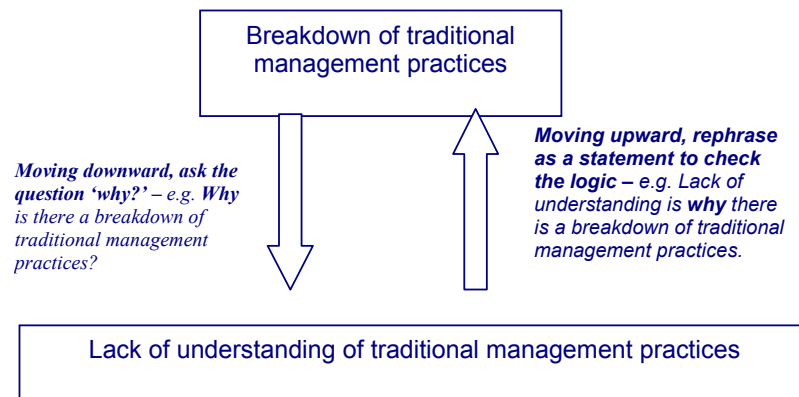 Breakdown of traditional
management practices
Moving downward, ask the
question ‘why?’ – e.g. Why
is there a breakdown of
traditional management
practices?
Moving upward, rephrase
as a statement to check
the logic – e.g. Lack of
understanding is why there
is a breakdown of traditional
management practices.
Lack of understanding of traditional management practices